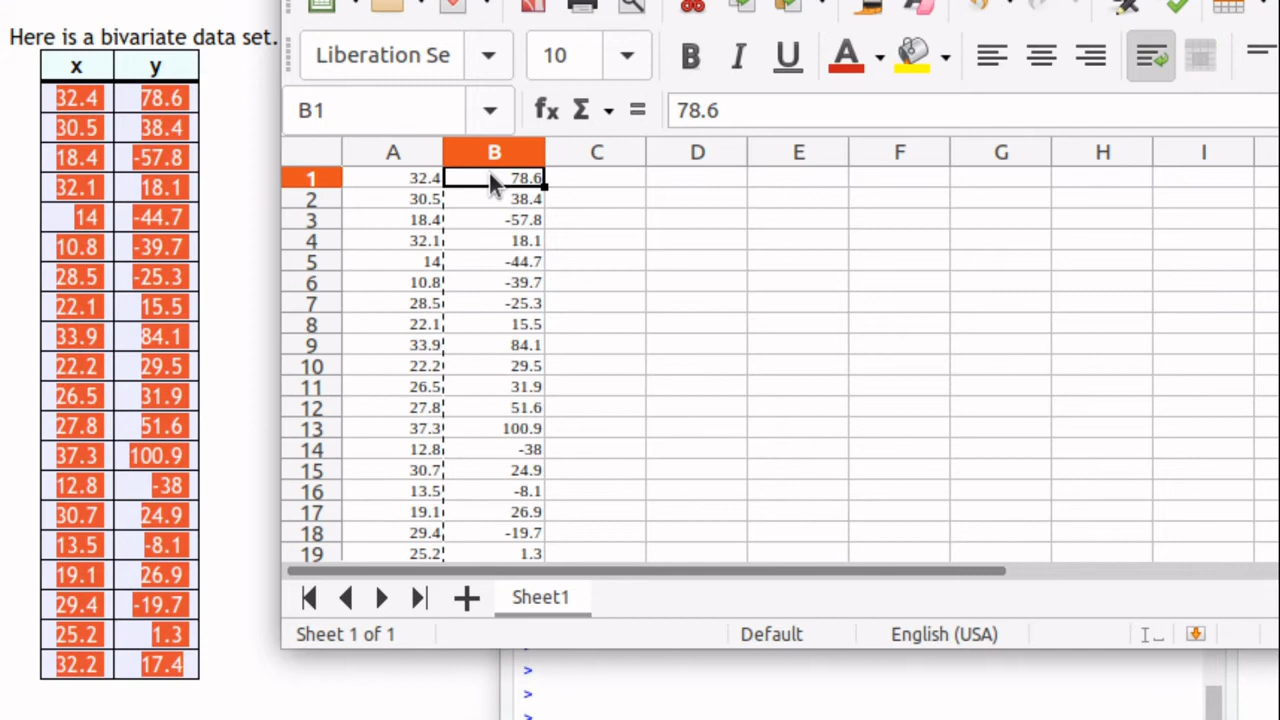 Here is a bivariate data set.
x y
32.4 78.6
30.5 38.4
18.4 -57.8
32.1 18.1
14 -44.7
10.8 -39.7
28.5 -25.3
22.1 15.5
33.9 84.1
22.2 29.5
26.5 31.9
27.8 51.6
37.3 100.9
12.8 -38
30.7 24.9
13.5 -8.1
19.1 26.9
29.4 -19.7
25.2 1.3
32.2 17.4
Liberation Se 10 B I U A
B1 fx Σ = 78.6
A B C D E F G H I
1 32.4 78.6
2 30.5 38.4
3 18.4 -57.8
4 32.1 18.1
5 14 -44.7
6 10.8 -39.7
7 28.5 -25.3
8 22.1 15.5
9 33.9 84.1
10 22.2 29.5
11 26.5 31.9
12 27.8 51.6
13 37.3 100.9
14 12.8 -38
15 30.7 24.9
16 13.5 -8.1
17 19.1 26.9
18 29.4 -19.7
19 25.2 1.3
Sheet1
Sheet 1 of 1 Default English (USA)
>
>
>